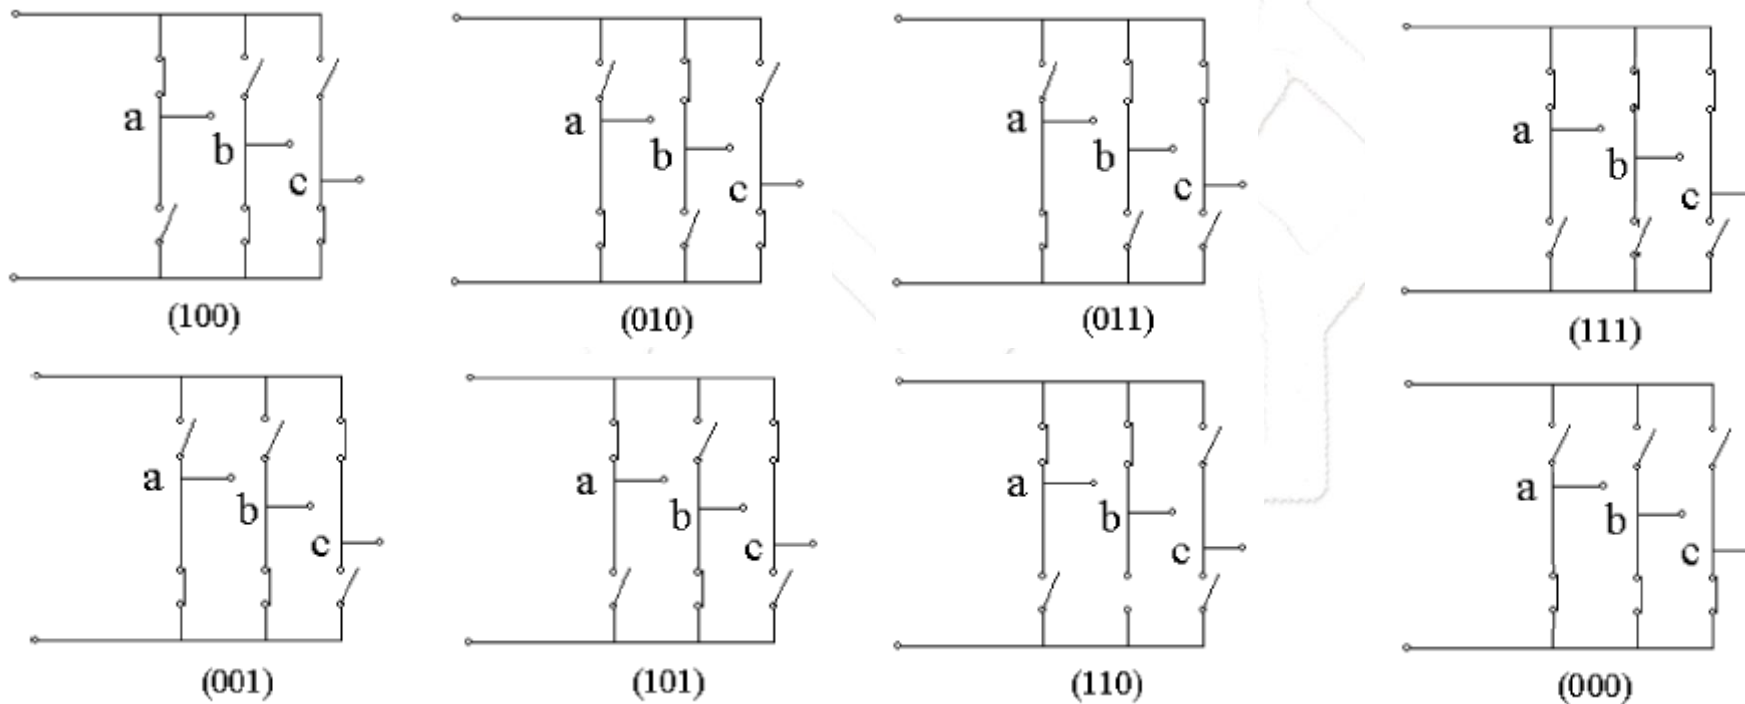 a b c
(100)
a b c
(010)
a b c
(011)
a b c
(111)
a b c
(001)
a b c
(101)
a b c
(110)
a b c
(000)